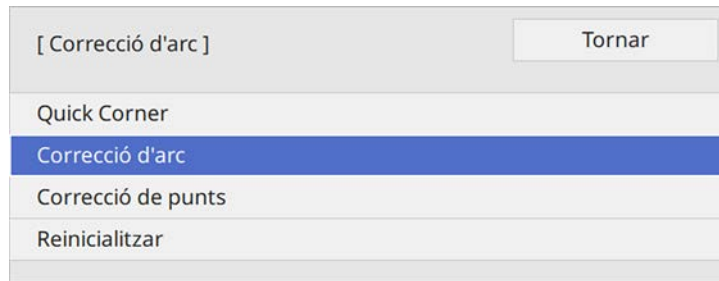 [ Correcció d'arc ]
Tornar
Quick Corner
Correcció d'arc
Correcció de punts
Reinicialitzar